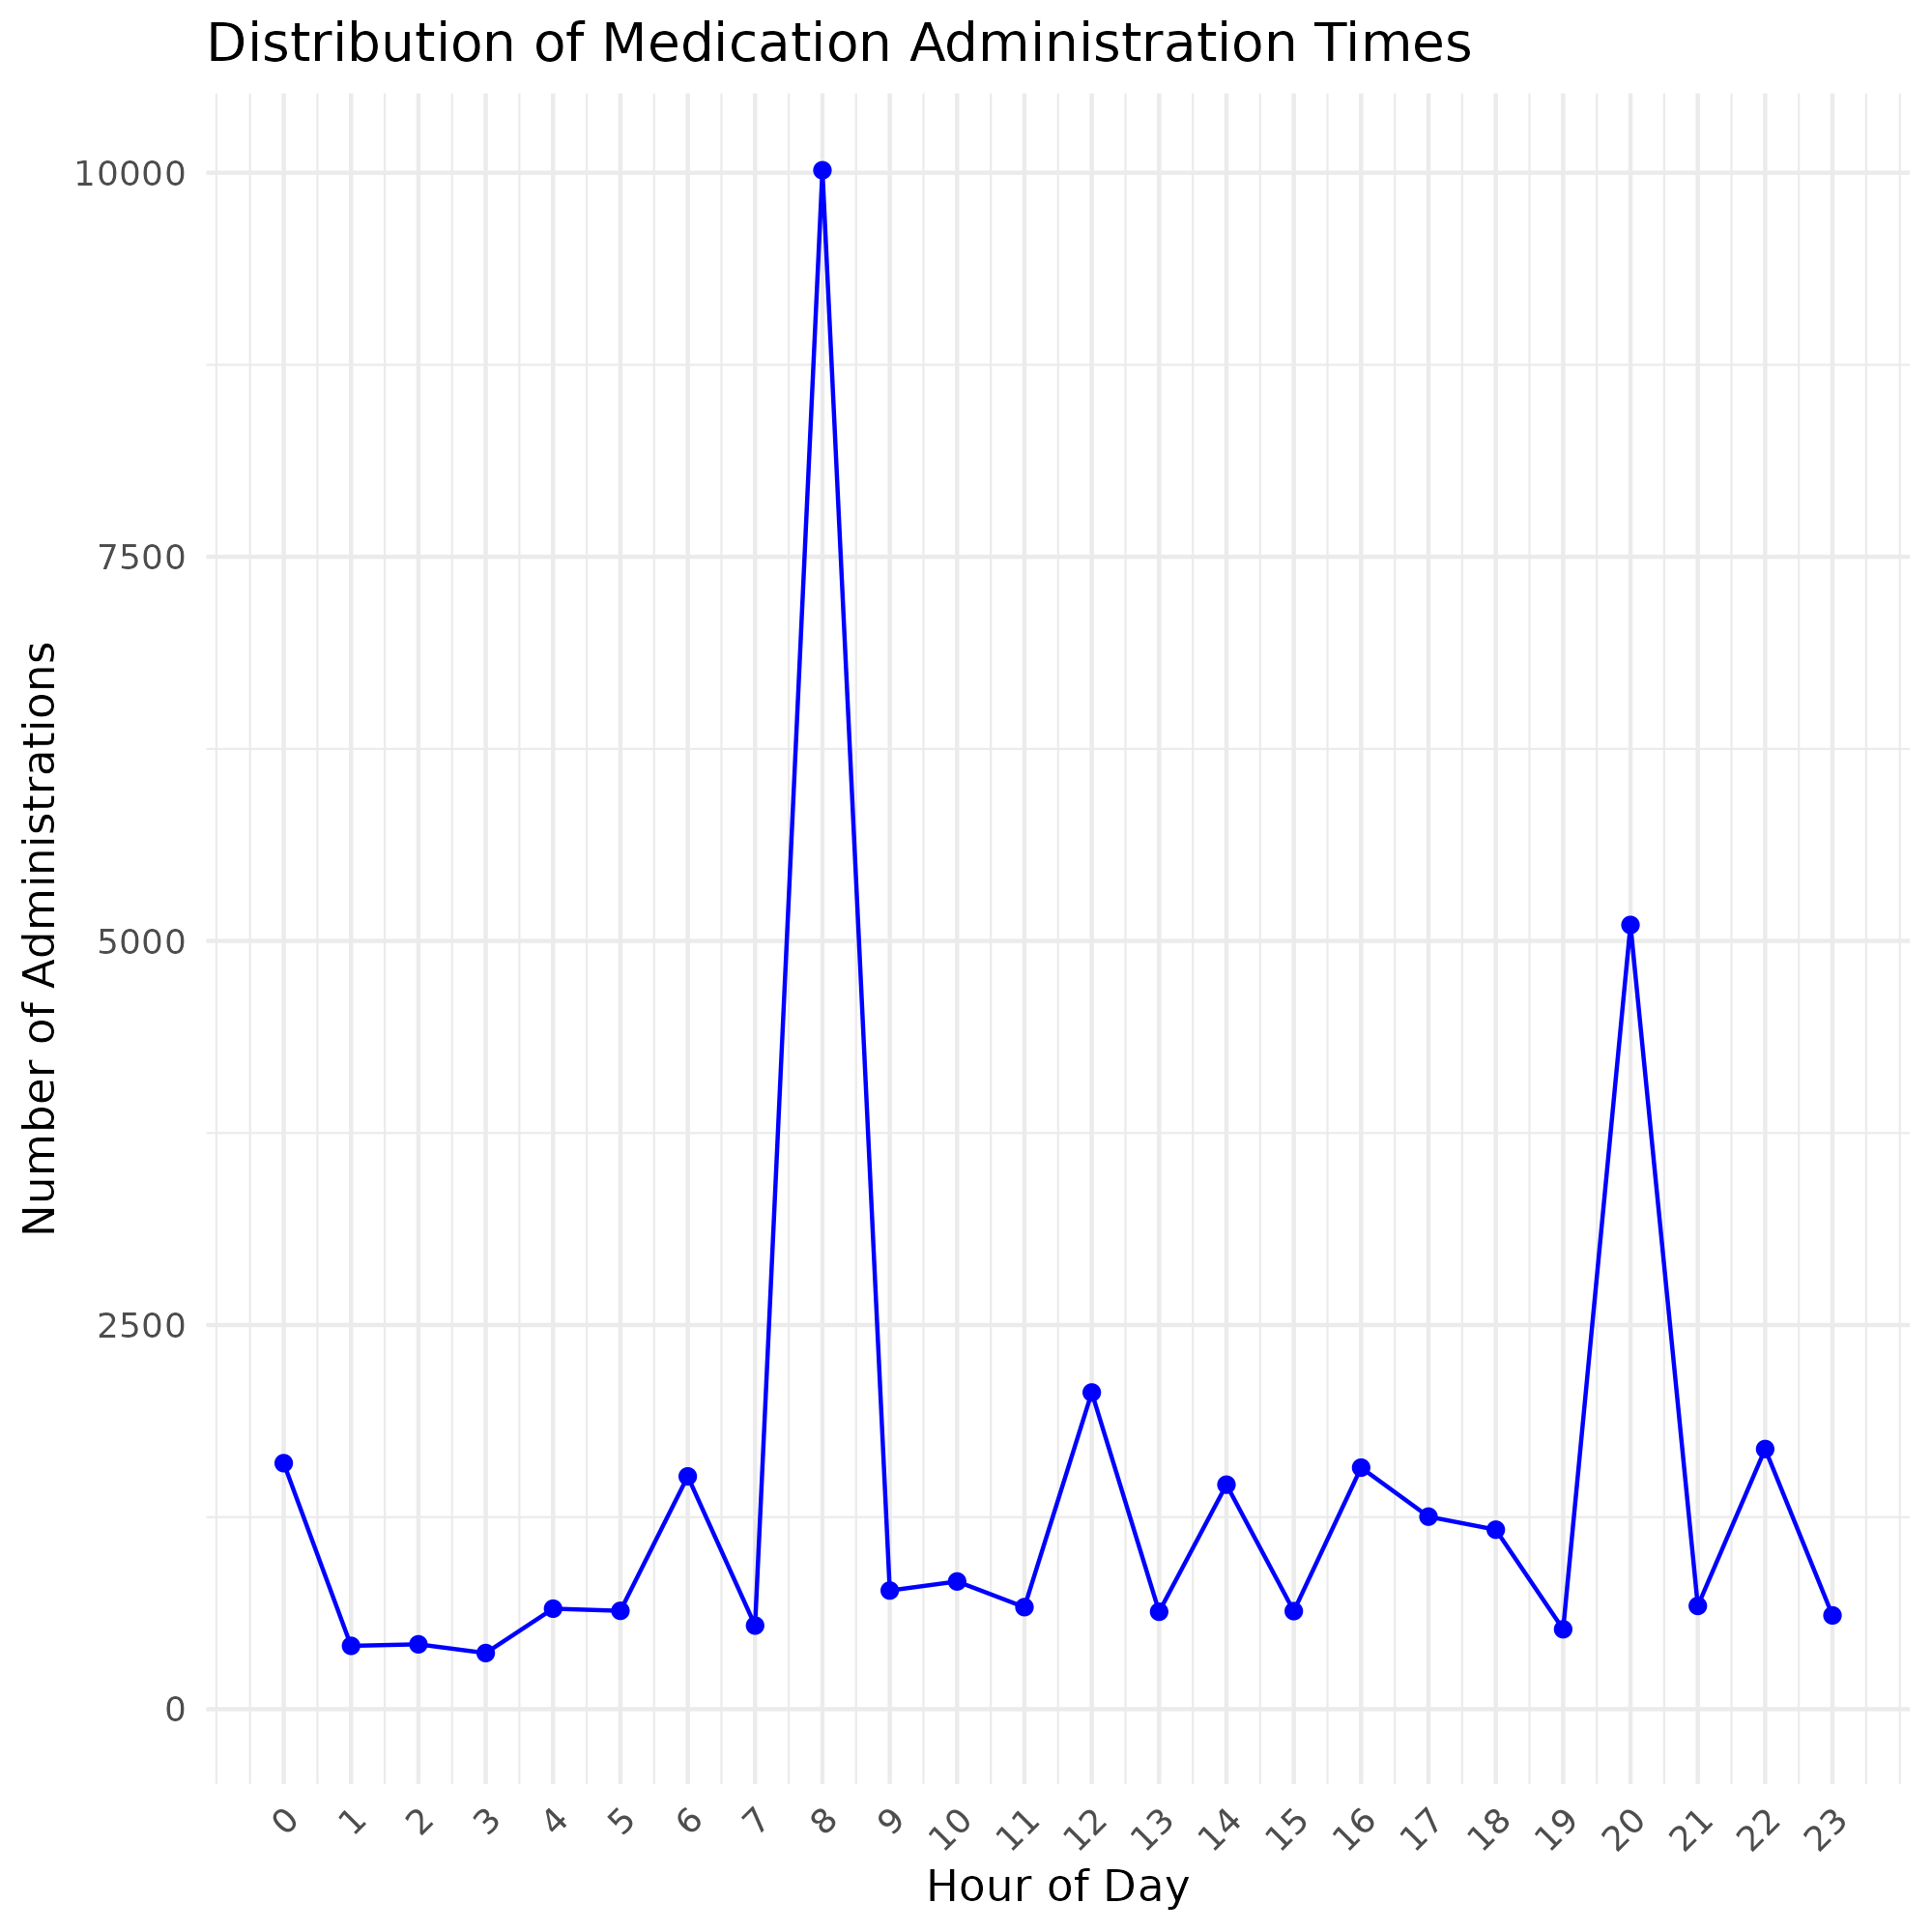 Distribution of Medication Administration Times
Number of Administrations
10000
7500
5000
2500
0
0 1 2 3 4 5 6 7 8 9 10 11 12 13 14 15 16 17 18 19 20 21 22 23
Hour of Day